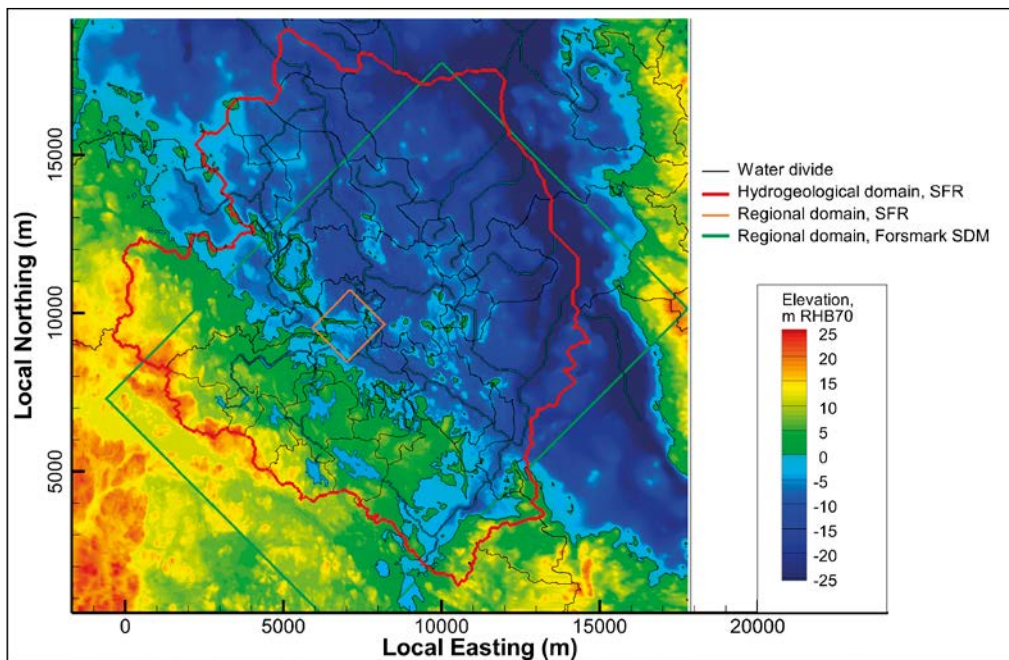 15000
10000
5000
Local Northing (m)
0
5000
10000
15000
20000
Local Easting (m)
Water divide
Hydrogeological domain, SFR
Regional domain, SFR
Regional domain, Forsmark SDM
Elevation,
m RHB70
25
20
15
10
5
0
-5
-10
-15
-20
-25